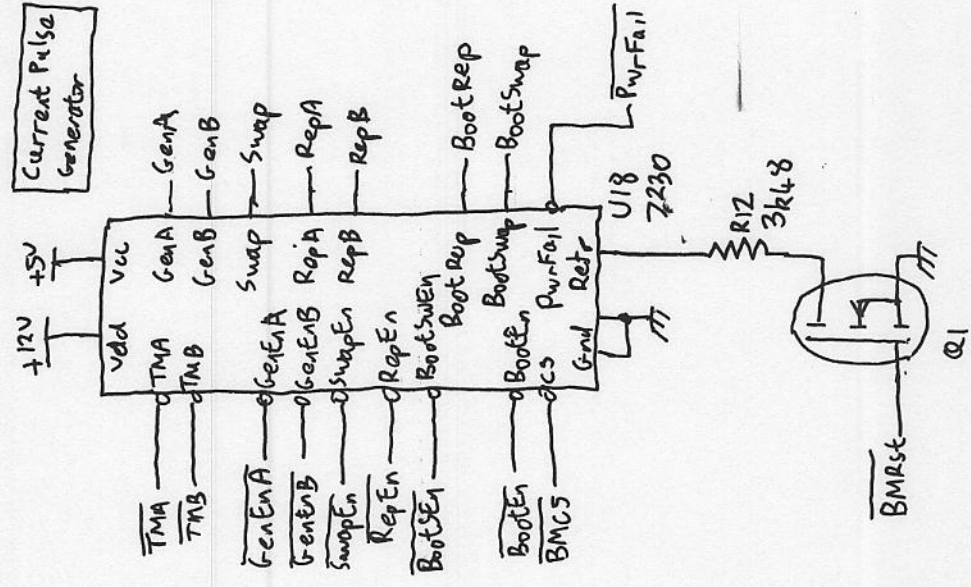 Current Pulse
Generator
+12V
+5V
Vdd
Vcc
TMA
TMA
GenA
GenA
TMB
TMB
GenB
GenB
GenEnA
GenEnA
Swap
Swap
GenEnB
GenEnB
RepA
RepA
SwapEn
SwapEn
RepB
RepB
RepEn
RepEn
BootSEn
BootSwEn
BootRep
BootRep
BootEn
BootEn
BootSwap
BootSwap
BMCS
CS
PwrFail
PwrFail
Gnd
Retr
U18
7230
R12
3k48
BMRst
Q1